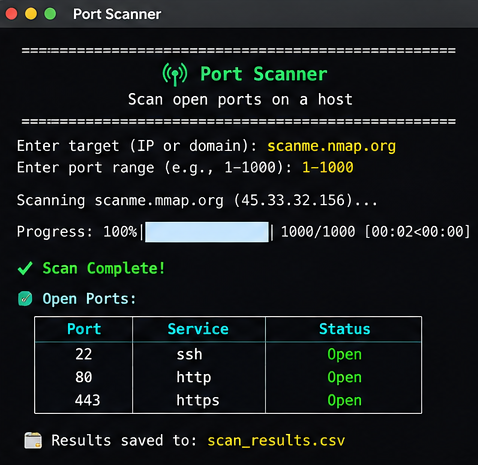 Port Scanner
================================================
Port Scanner
Scan open ports on a host
================================================
Enter target (IP or domain): scanme.nmap.org
Enter port range (e.g., 1-1000): 1-1000
Scanning scanme.mmap.org (45.33.32.156)...
Progress: 100%| | 1000/1000 [00:02<00:00]
✓ Scan Complete!
Open Ports:
Port Service Status
22 ssh Open
80 http Open
443 https Open
Results saved to: scan_results.csv